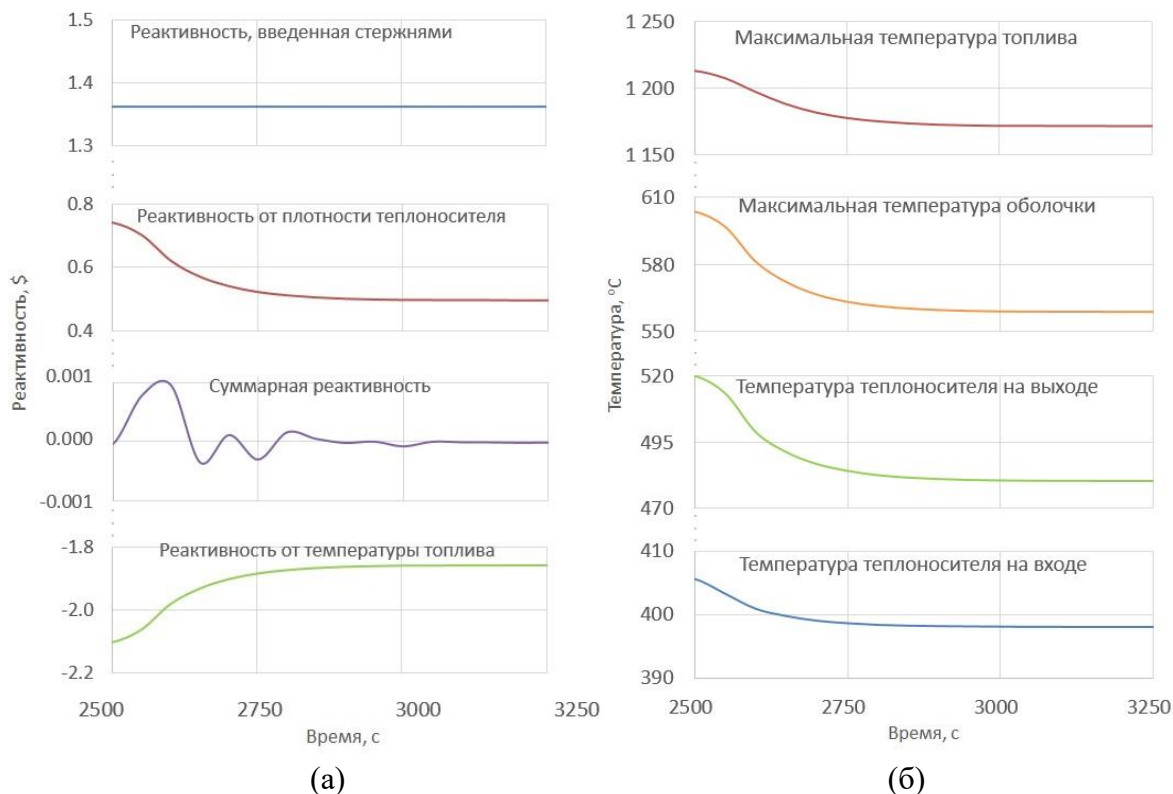 Реактивность, $
1.5
Реактивность, введенная стержнями
1.4
1.3
0.8
Реактивность от плотности теплоносителя
0.6
0.4
0.001
Суммарная реактивность
0.000
-0.001
-1.8
Реактивность от температуры топлива
-2.0
-2.2
2500 2750 3000 3250
Время, с
(а)
Температура, °С
1 250
Максимальная температура топлива
1 200
1 150
610
Максимальная температура оболочки
580
550
520
Температура теплоносителя на выходе
495
470
410
Температура теплоносителя на входе
400
390
2500 2750 3000 3250
Время, с
(б)